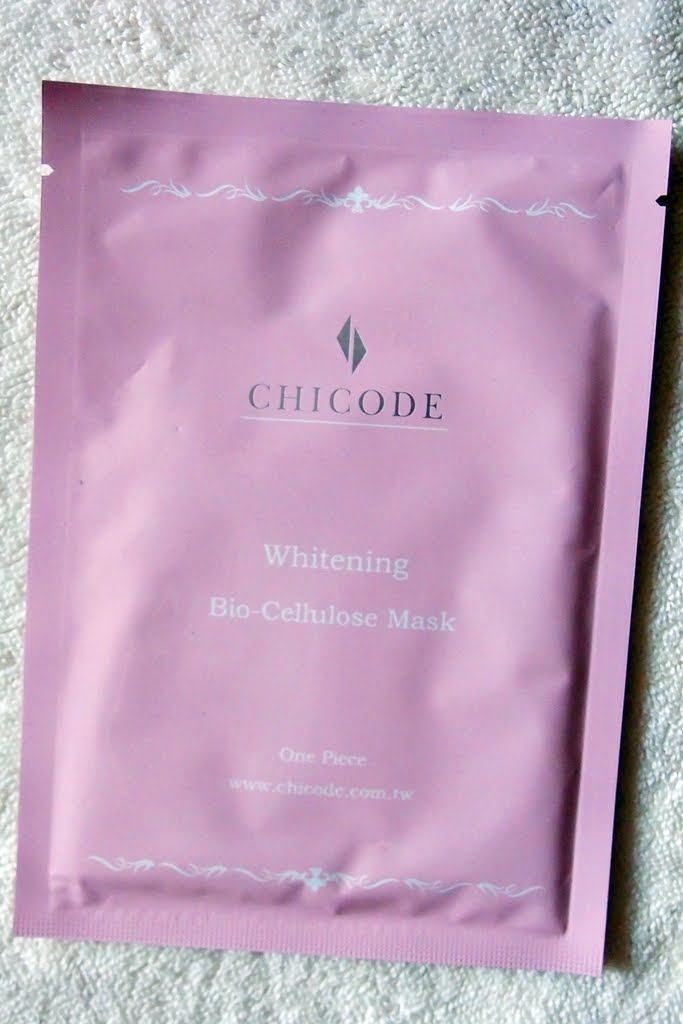 CHICODE
Whitening
Bio-Cellulose Mask
One Piece
www.chicode.com.tw